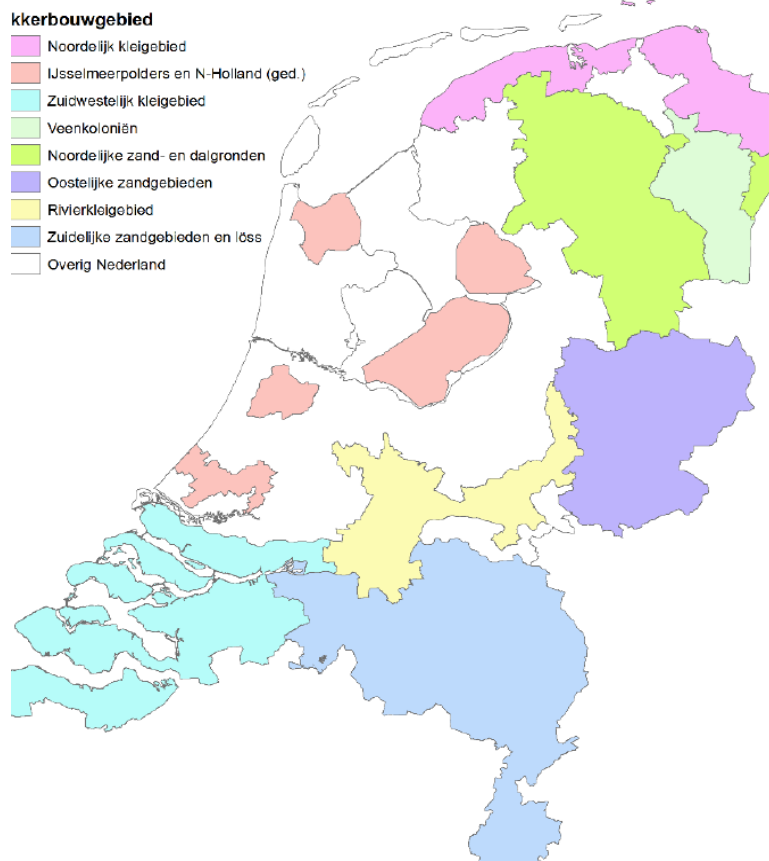 kkerbouwgebied
Noordelijk kleigebied
IJsselmeerpolders en N-Holland (ged.)
Zuidwestelijk kleigebied
Veenkoloniën
Noordelijke zand- en dalgronden
Oostelijke zandgebieden
Rivierkleigebied
Zuidelijke zandgebieden en löss
Overig Nederland